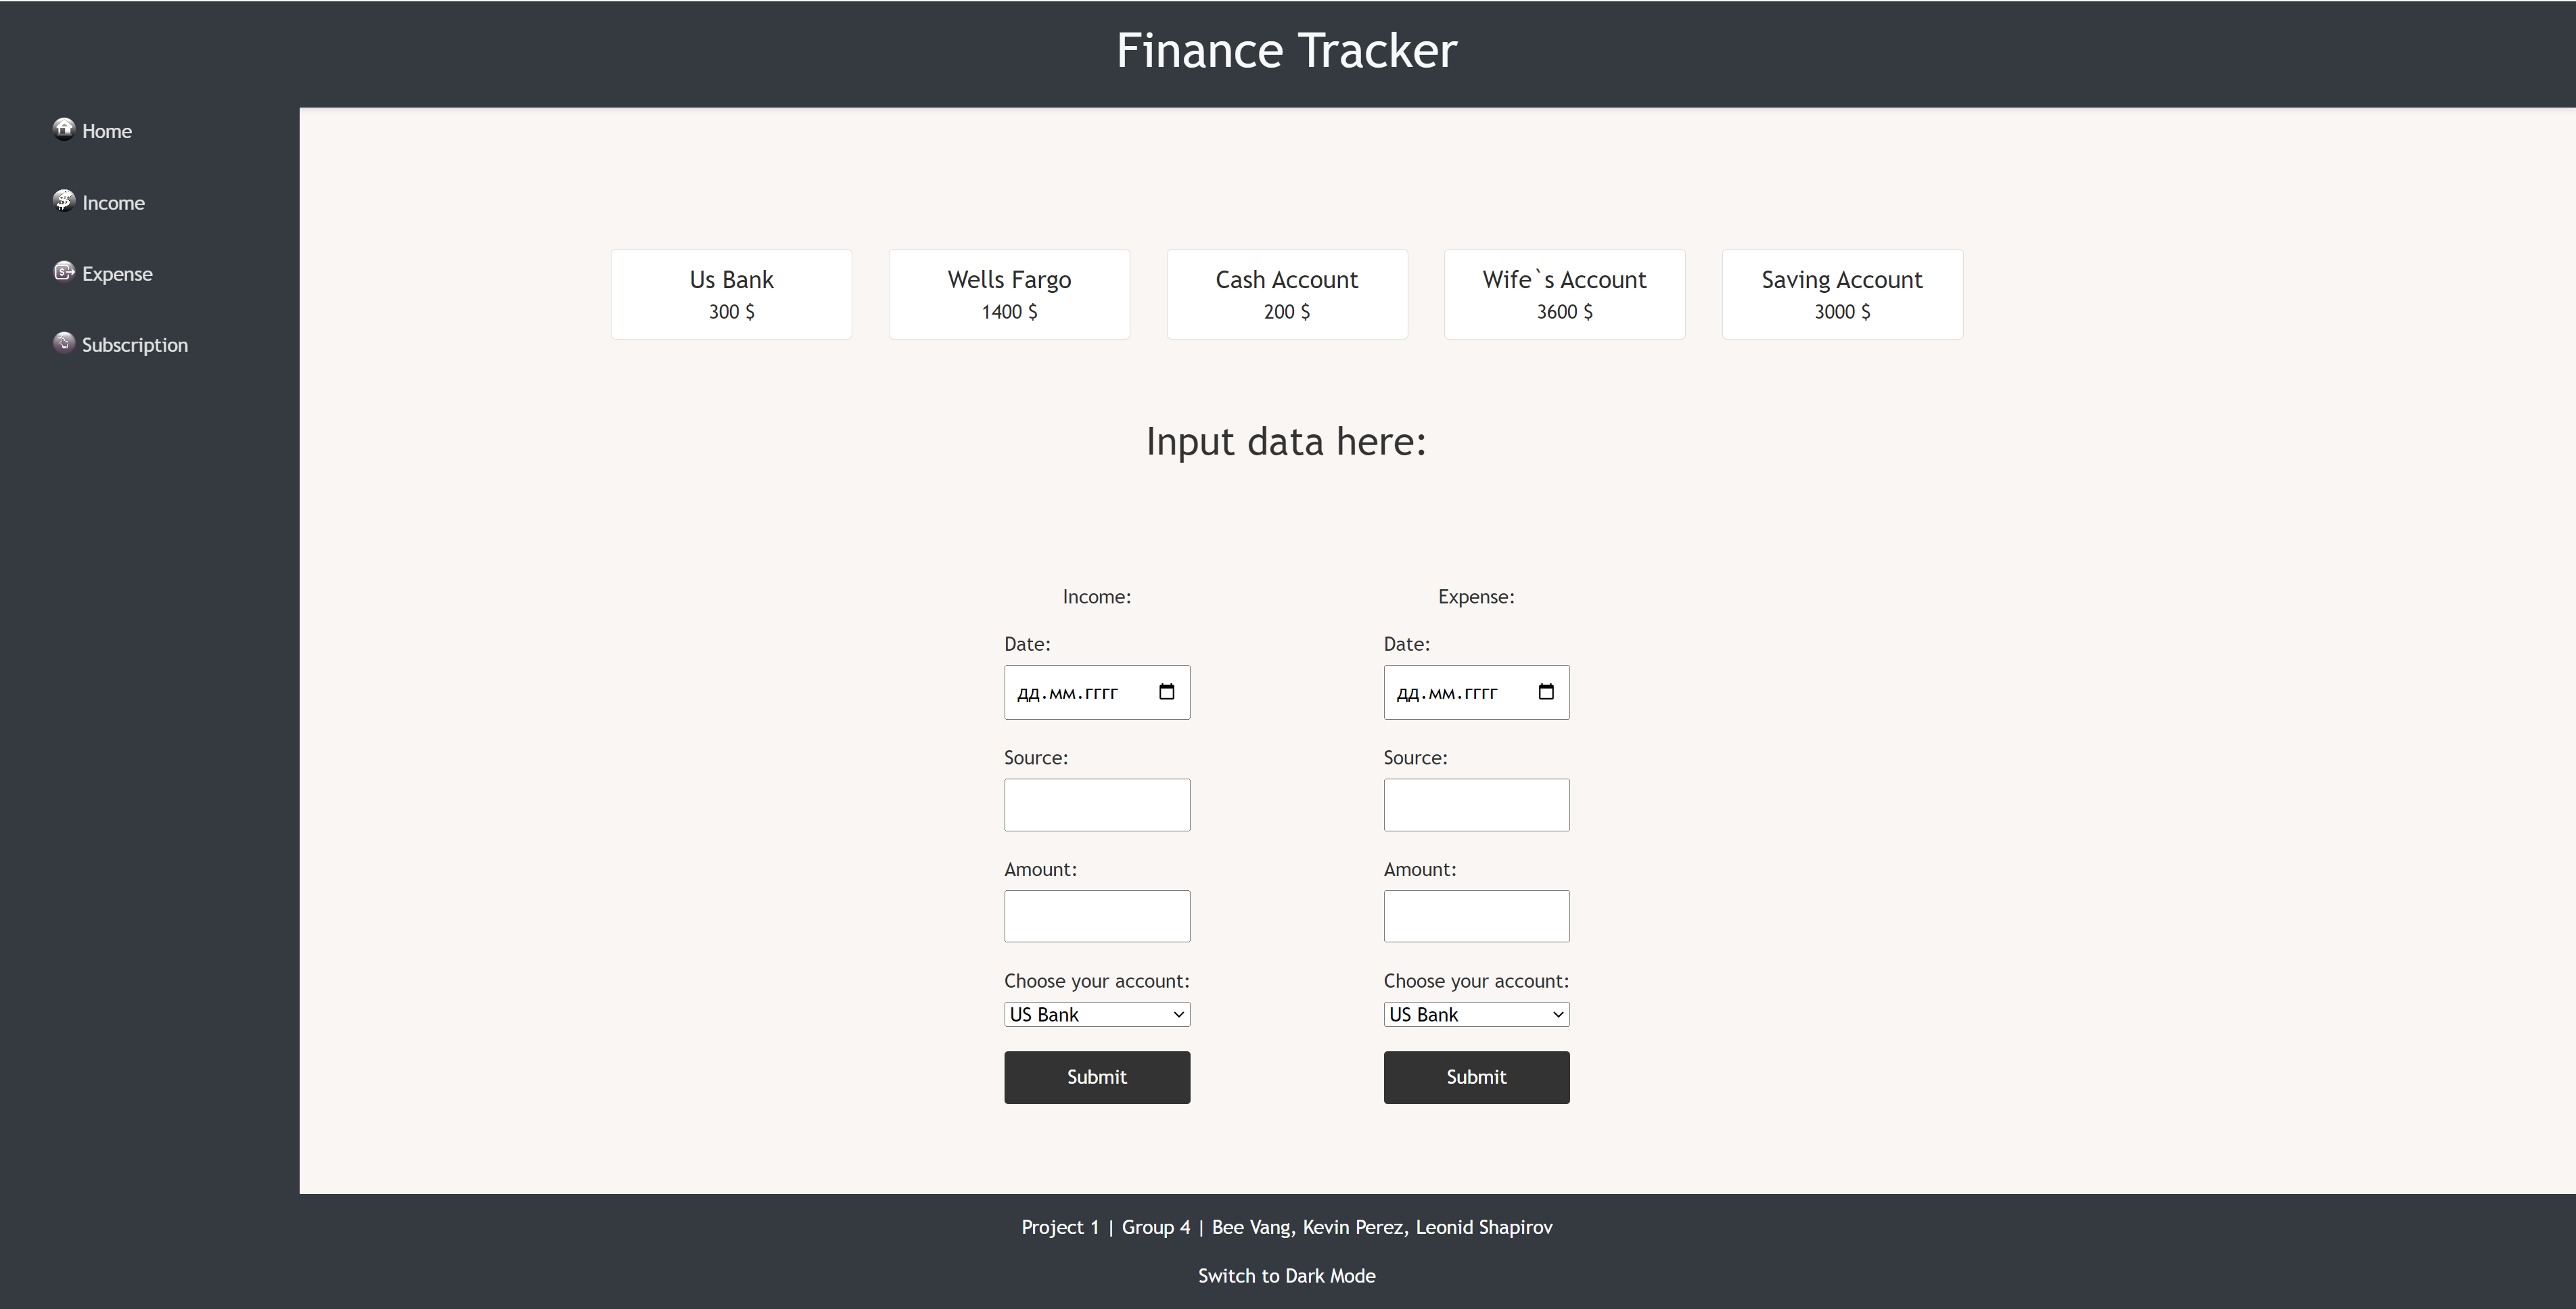 Finance Tracker
Home
Income
Expense
Subscription
Us Bank
300 $
Wells Fargo
1400 $
Cash Account
200 $
Wife`s Account
3600 $
Saving Account
3000 $
Input data here:
Income:
Date:
дд.мм.гггг
Source:
Amount:
Choose your account:
US Bank
Submit
Expense:
Date:
дд.мм.гггг
Source:
Amount:
Choose your account:
US Bank
Submit
Project 1 | Group 4 | Bee Vang, Kevin Perez, Leonid Shapirov
Switch to Dark Mode